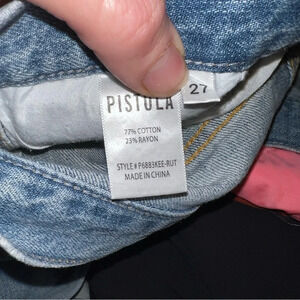 27
PISTOLA
77% COTTON
23% RAYON
STYLE# P6883KEE-RUT
MADE IN CHINA